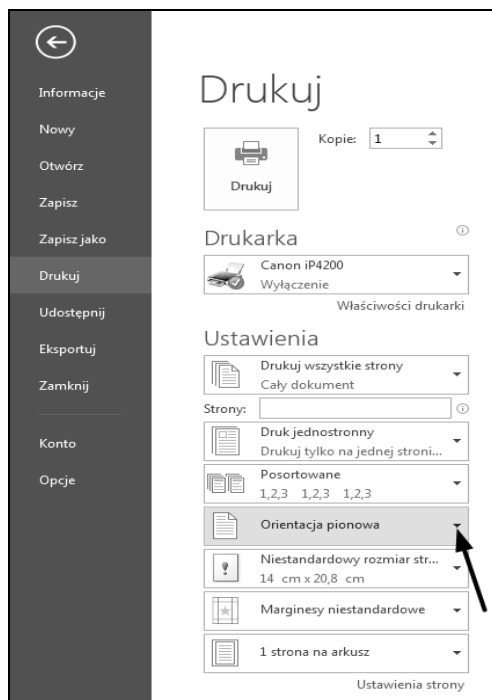 Informacje
Nowy
Otwórz
Zapisz
Zapisz jako
Drukuj
Udostępnij
Eksportuj
Zamknij
Konto
Opcje
Drukuj
Kopie: 1
Drukuj
Drukarka
Canon iP4200
Wyłączenie
Właściwości drukarki
Ustawienia
Drukuj wszystkie strony
Cały dokument
Strony:
Druk jednostronny
Drukuj tylko na jednej stroni...
Posortowane
1,2,3 1,2,3 1,2,3
Orientacja pionowa
Niestandardowy rozmiar str...
14 cm x 20,8 cm
Marginesy niestandardowe
1 strona na arkusz
Ustawienia strony